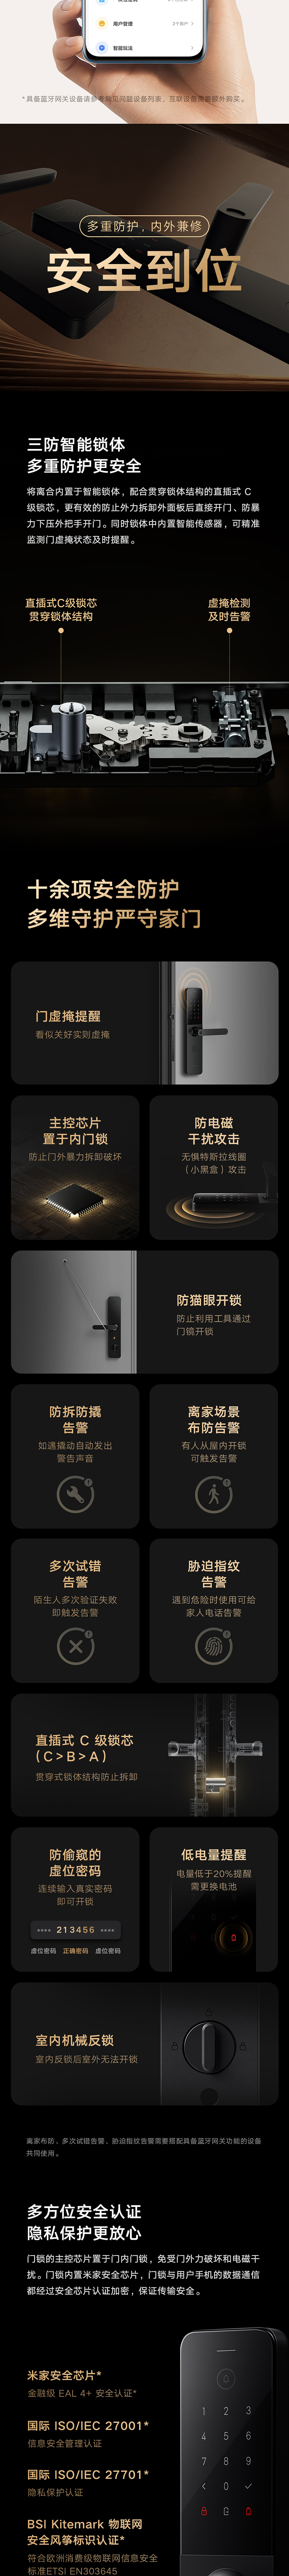 用户管理
2个用户 >
智能玩法
>
*具备蓝牙网关设备请参考常见问题设备列表，互联设备需要额外购买。
多重防护，内外兼修
安全到位
三防智能锁体
多重防护更安全
将离合内置于智能锁体，配合贯穿锁体结构的直插式 C
级锁芯，更有效的防止外力拆卸外面板后直接开门、防暴
力下压外把手开门。同时锁体中内置智能传感器，可精准
监测门虚掩状态及时提醒。
直插式C级锁芯
贯穿锁体结构
虚掩检测
及时告警
十余项安全防护
多维守护严守家门
门虚掩提醒
看似关好实则虚掩
主控芯片
置于内门锁
防止门外暴力拆卸破坏
防电磁
干扰攻击
无惧特斯拉线圈
（小黑盒）攻击
防猫眼开锁
防止利用工具通过
门镜开锁
防拆防撬
告警
如遇撬动自动发出
警告声音
离家场景
布防告警
有人从屋内开锁
可触发告警
多次试错
告警
陌生人多次验证失败
即触发告警
胁迫指纹
告警
遇到危险时使用可给
家人电话告警
直插式 C 级锁芯
（C>B>A）
贯穿式锁体结构防止拆卸
防偷窥的
虚位密码
连续输入真实密码
即可开锁
**** 213456 ****
虚位密码 正确密码 虚位密码
低电量提醒
电量低于20%提醒
需更换电池
室内机械反锁
室内反锁后室外无法开锁
离家布防、多次试错告警、胁迫指纹告警需要搭配具备蓝牙网关功能的设备
共同使用。
多方位安全认证
隐私保护更放心
门锁的主控芯片置于门内门锁，免受门外力破坏和电磁干
扰。门锁内置米家安全芯片，门锁与用户手机的数据通信
都经过安全芯片认证加密，保证传输安全。
米家安全芯片*
金融级 EAL 4+ 安全认证*
国际 ISO/IEC 27001*
信息安全管理认证
国际 ISO/IEC 27701*
隐私保护认证
BSI Kitemark 物联网
安全风筝标识认证*
符合欧洲消费级物联网信息安全
标准ETSI EN303645
1 2 3
4 5 6
7 8 9
0